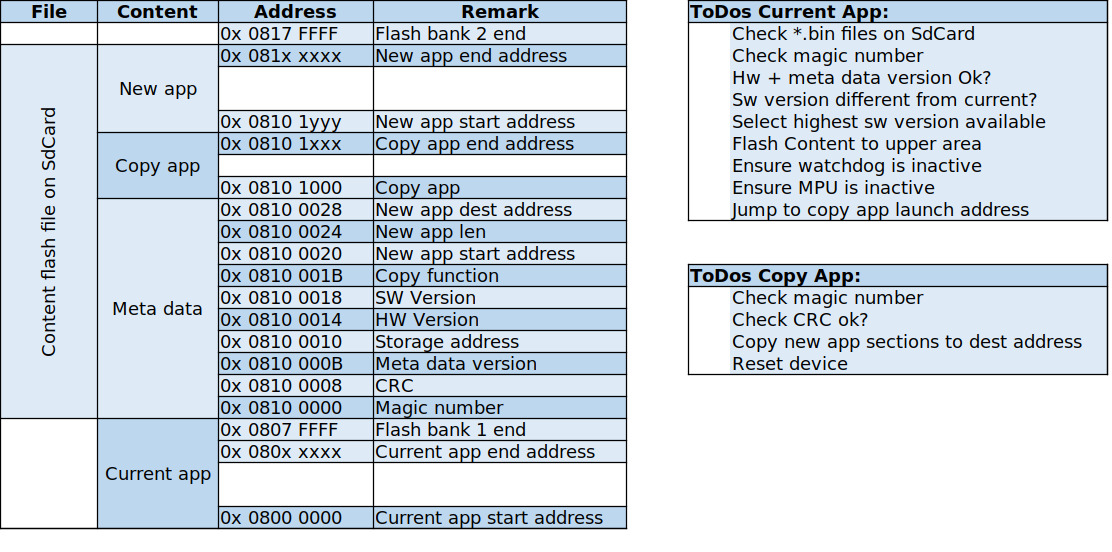 File Content Address Remark
0x 0817 FFFF Flash bank 2 end
0x 081x xxxx New app end address
New app
0x 0810 1yyy New app start address
0x 0810 1xxx Copy app end address
Copy app
0x 0810 1000 Copy app
0x 0810 0028 New app dest address
0x 0810 0024 New app len
0x 0810 0020 New app start address
0x 0810 001B Copy function
0x 0810 0018 SW Version
Meta data
0x 0810 0014 HW Version
0x 0810 0010 Storage address
0x 0810 000B Meta data version
0x 0810 0008 CRC
0x 0810 0000 Magic number
Content flash file on SdCard
0x 0807 FFFF Flash bank 1 end
0x 080x xxxx Current app end address
Current app
0x 0800 0000 Current app start address
ToDos Current App:
Check *.bin files on SdCard
Check magic number
Hw + meta data version Ok?
Sw version different from current?
Select highest sw version available
Flash Content to upper area
Ensure watchdog is inactive
Ensure MPU is inactive
Jump to copy app launch address
ToDos Copy App:
Check magic number
Check CRC ok?
Copy new app sections to dest address
Reset device